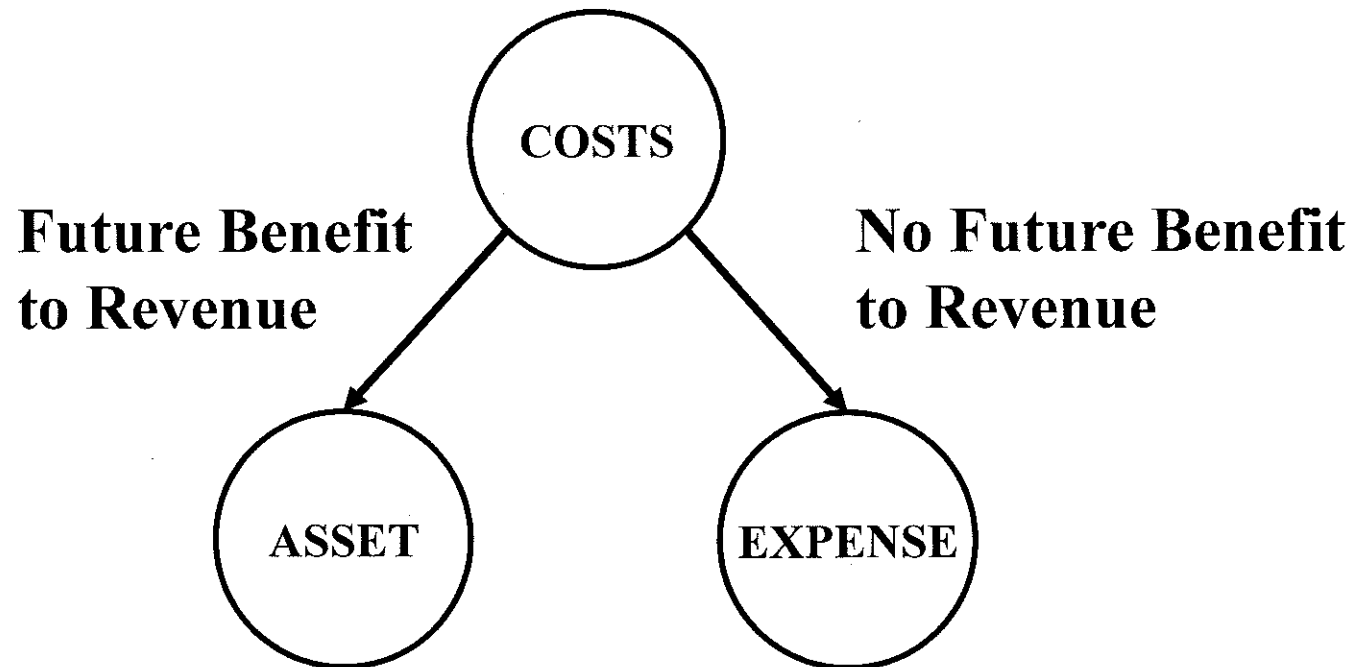 COSTS
Future Benefit
to Revenue
No Future Benefit
to Revenue
ASSET
EXPENSE